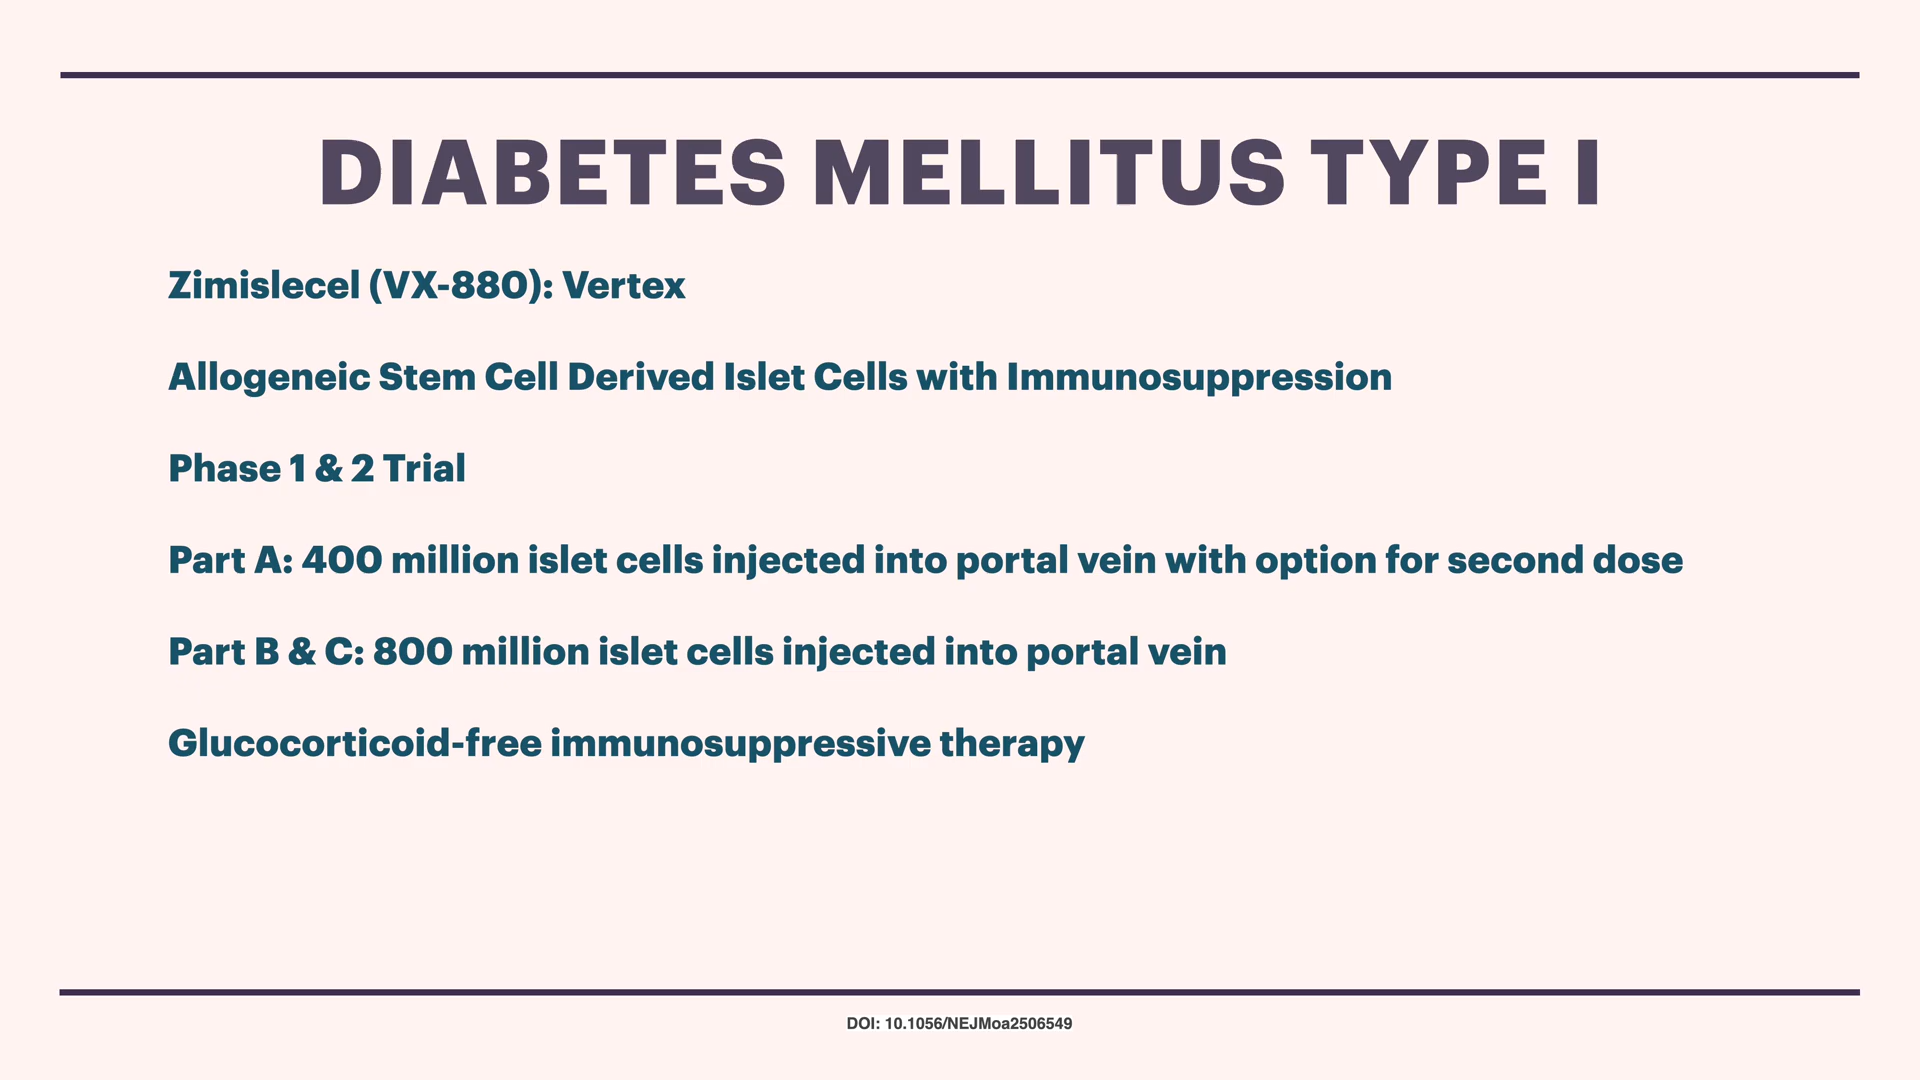 DIABETES MELLITUS TYPE I
Zimislecel (VX-880): Vertex
Allogeneic Stem Cell Derived Islet Cells with Immunosuppression
Phase 1 & 2 Trial
Part A: 400 million islet cells injected into portal vein with option for second dose
Part B & C: 800 million islet cells injected into portal vein
Glucocorticoid-free immunosuppressive therapy
DOI: 10.1056/NEJMoa2506549